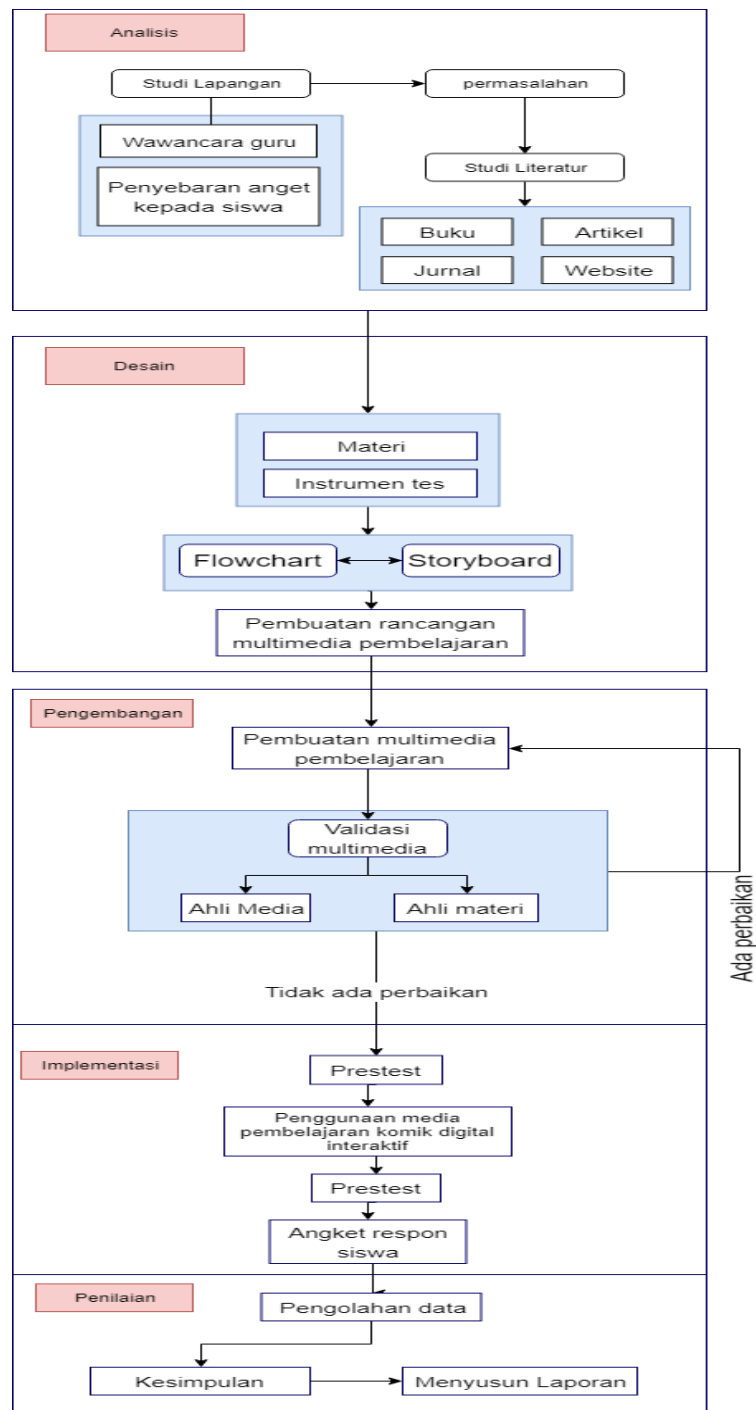 Analisis
Studi Lapangan
permasalahan
Wawancara guru
Studi Literatur
Penyebaran anget
kepada siswa
Buku
Artikel
Jurnal
Website
Desain
Materi
Instrumen tes
Flowchart
Storyboard
Pembuatan rancangan
multimedia pembelajaran
Pengembangan
Pembuatan multimedia
pembelajaran
Validasi
multimedia
Ahli Media
Ahli materi
Ada perbaikan
Tidak ada perbaikan
Implementasi
Prestest
Penggunaan media
pembelajaran komik digital
interaktif
Prestest
Angket respon
siswa
Penilaian
Pengolahan data
Kesimpulan
Menyusun Laporan